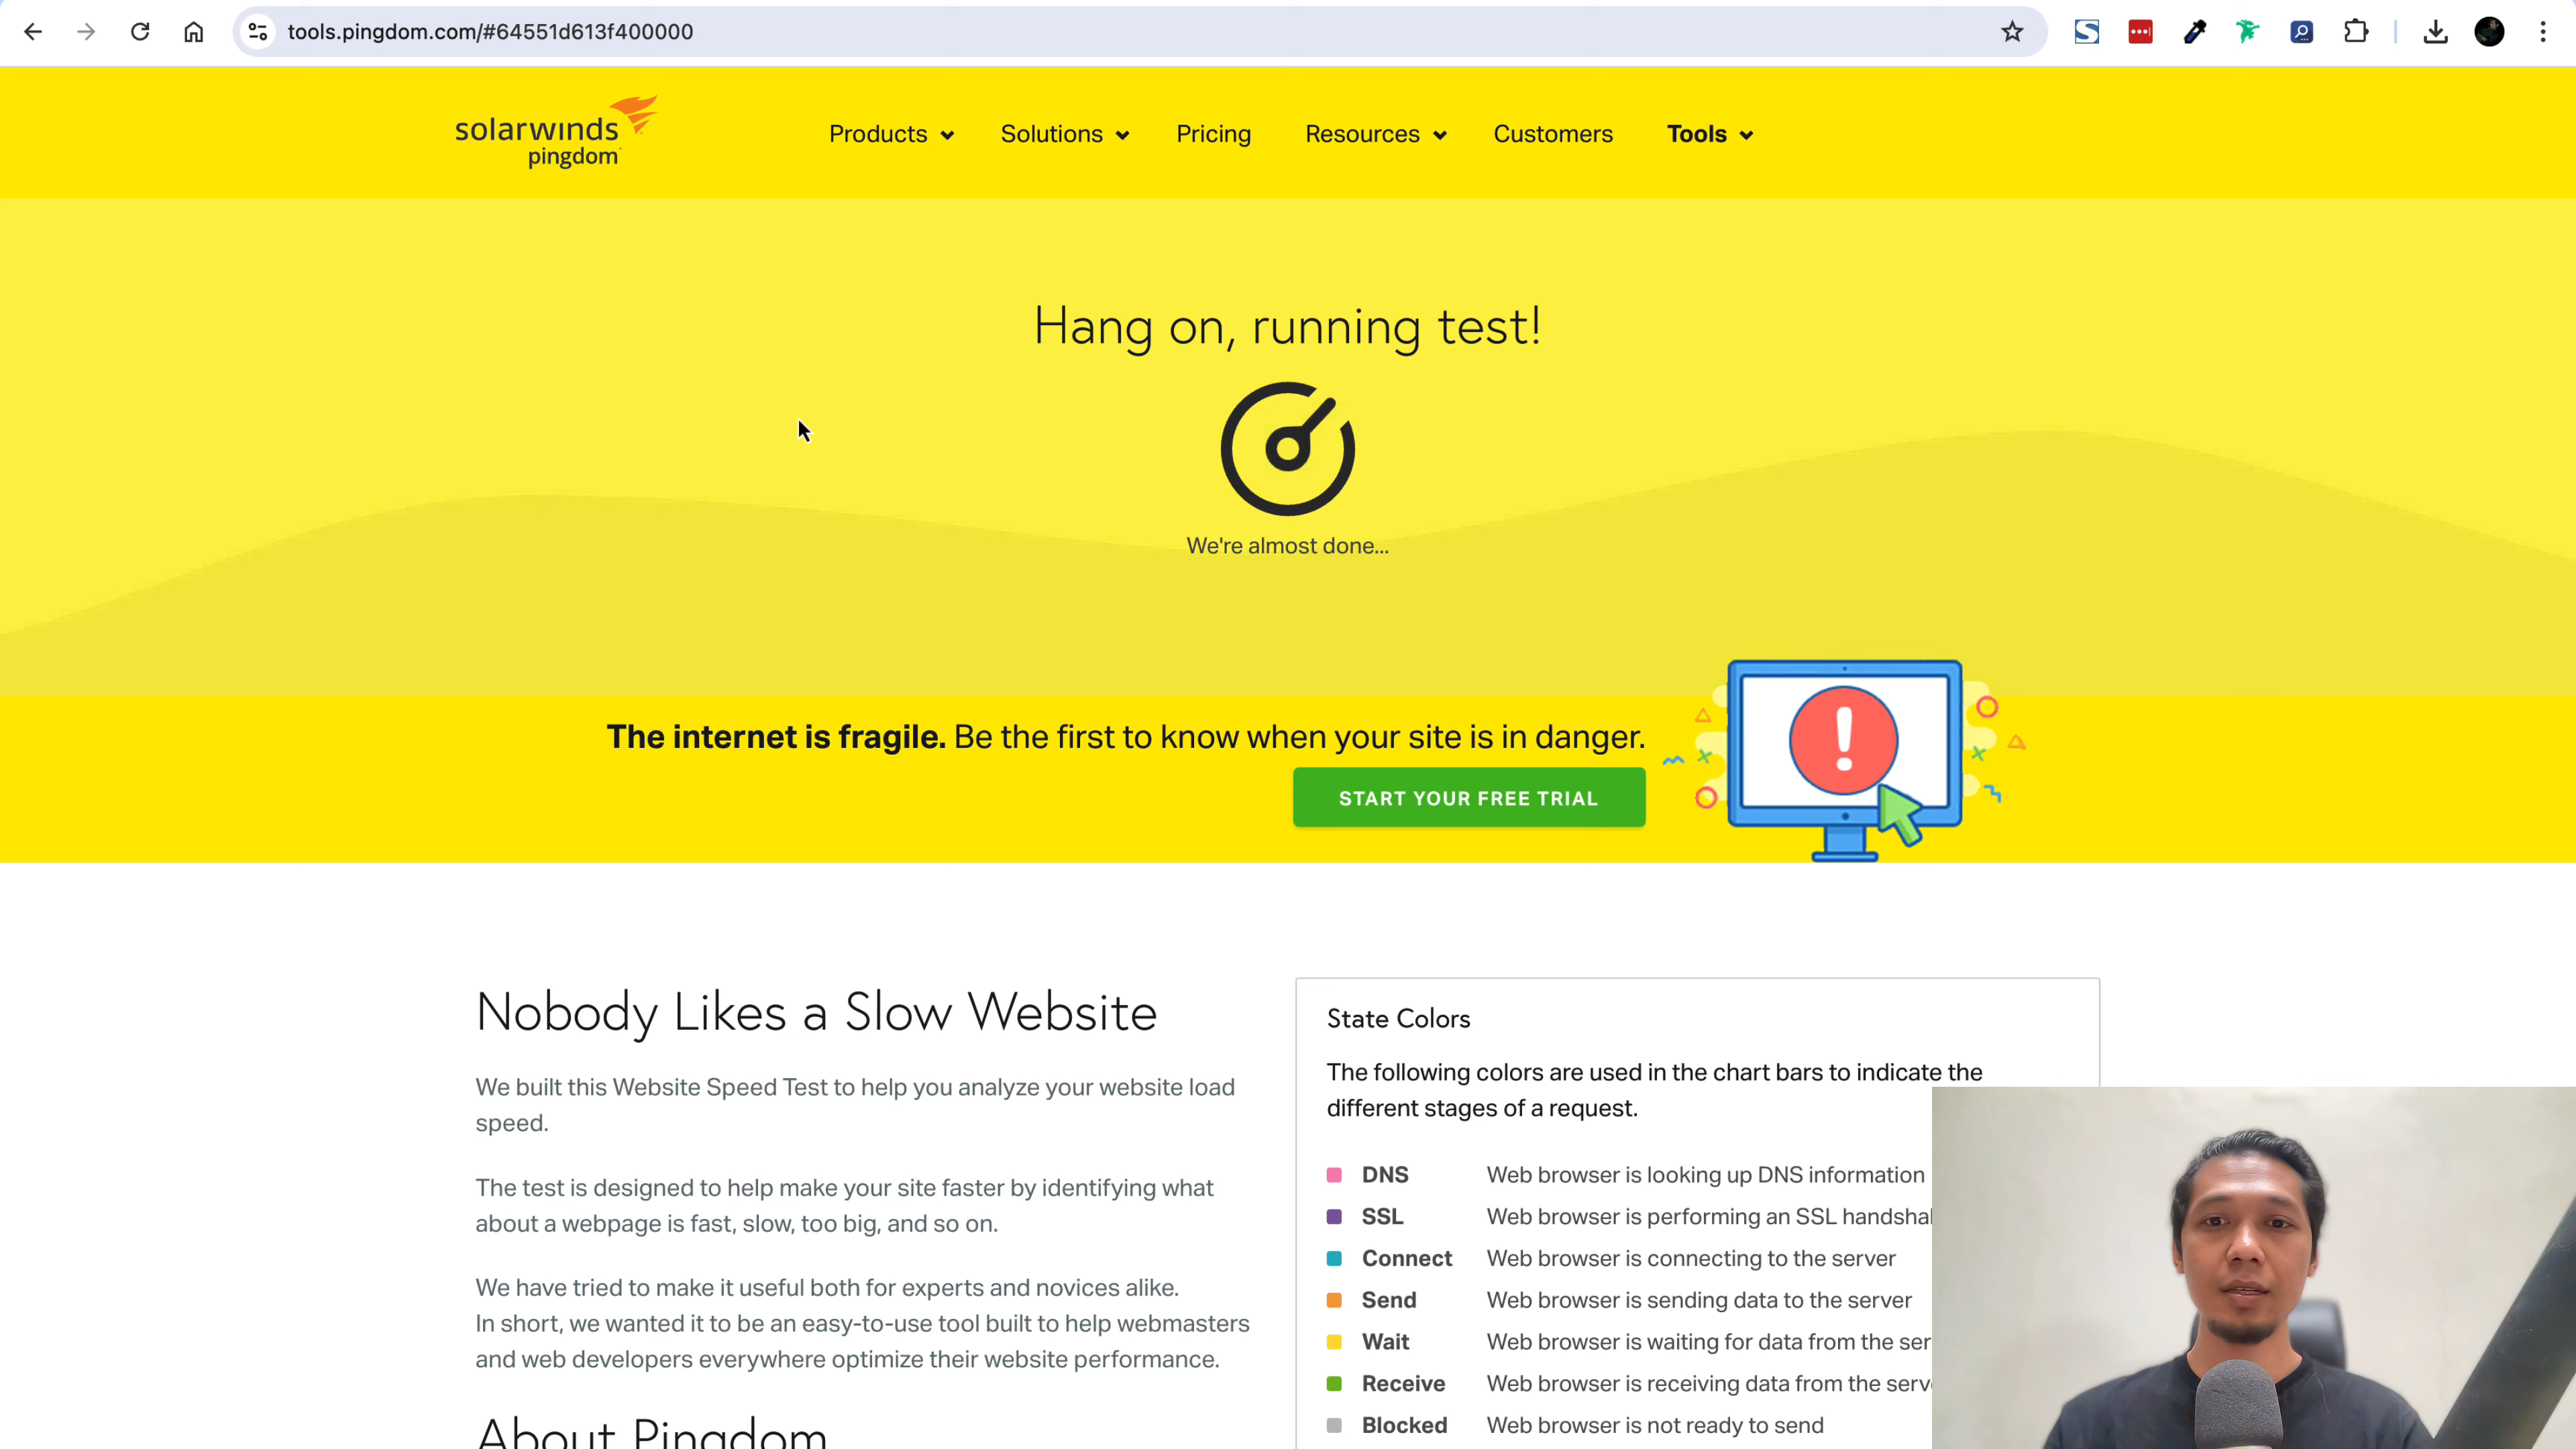 tools.pingdom.com/#64551d613f400000
solarwinds
pingdom
Products
Solutions
Pricing
Resources
Customers
Tools
Hang on, running test!
We're almost done...
The internet is fragile. Be the first to know when your site is in danger.
START YOUR FREE TRIAL
Nobody Likes a Slow Website
We built this Website Speed Test to help you analyze your website load
speed.
The test is designed to help make your site faster by identifying what
about a webpage is fast, slow, too big, and so on.
We have tried to make it useful both for experts and novices alike.
In short, we wanted it to be an easy-to-use tool built to help webmasters
and web developers everywhere optimize their website performance.
About Pingdom
State Colors
The following colors are used in the chart bars to indicate the
different stages of a request.
DNS Web browser is looking up DNS information
SSL Web browser is performing an SSL
Connect Web browser is connecting to the server
Send Web browser is sending data to the server
Wait Web browser is waiting for data from the
Receive Web browser is receiving data from the
Blocked Web browser is not ready to send